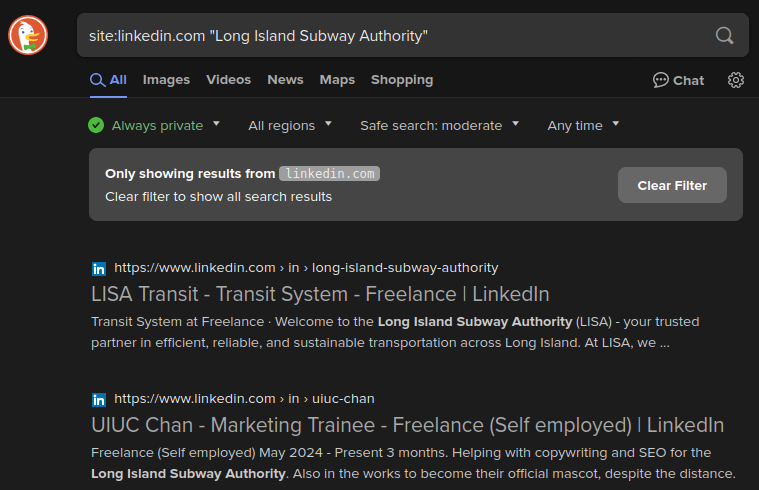 site:linkedin.com "Long Island Subway Authority"
All Images Videos News Maps Shopping Chat
Always private All regions Safe search: moderate Any time
Only showing results from linkedin.com
Clear filter to show all search results
Clear Filter
https://www.linkedin.com › in › long-island-subway-authority
LISA Transit - Transit System - Freelance | LinkedIn
Transit System at Freelance · Welcome to the Long Island Subway Authority (LISA) - your trusted
partner in efficient, reliable, and sustainable transportation across Long Island. At LISA, we ...
https://www.linkedin.com › in › uiuc-chan
UIUC Chan - Marketing Trainee - Freelance (Self employed) | LinkedIn
Freelance (Self employed) May 2024 - Present 3 months. Helping with copywriting and SEO for the
Long Island Subway Authority. Also in the works to become their official mascot, despite the distance.